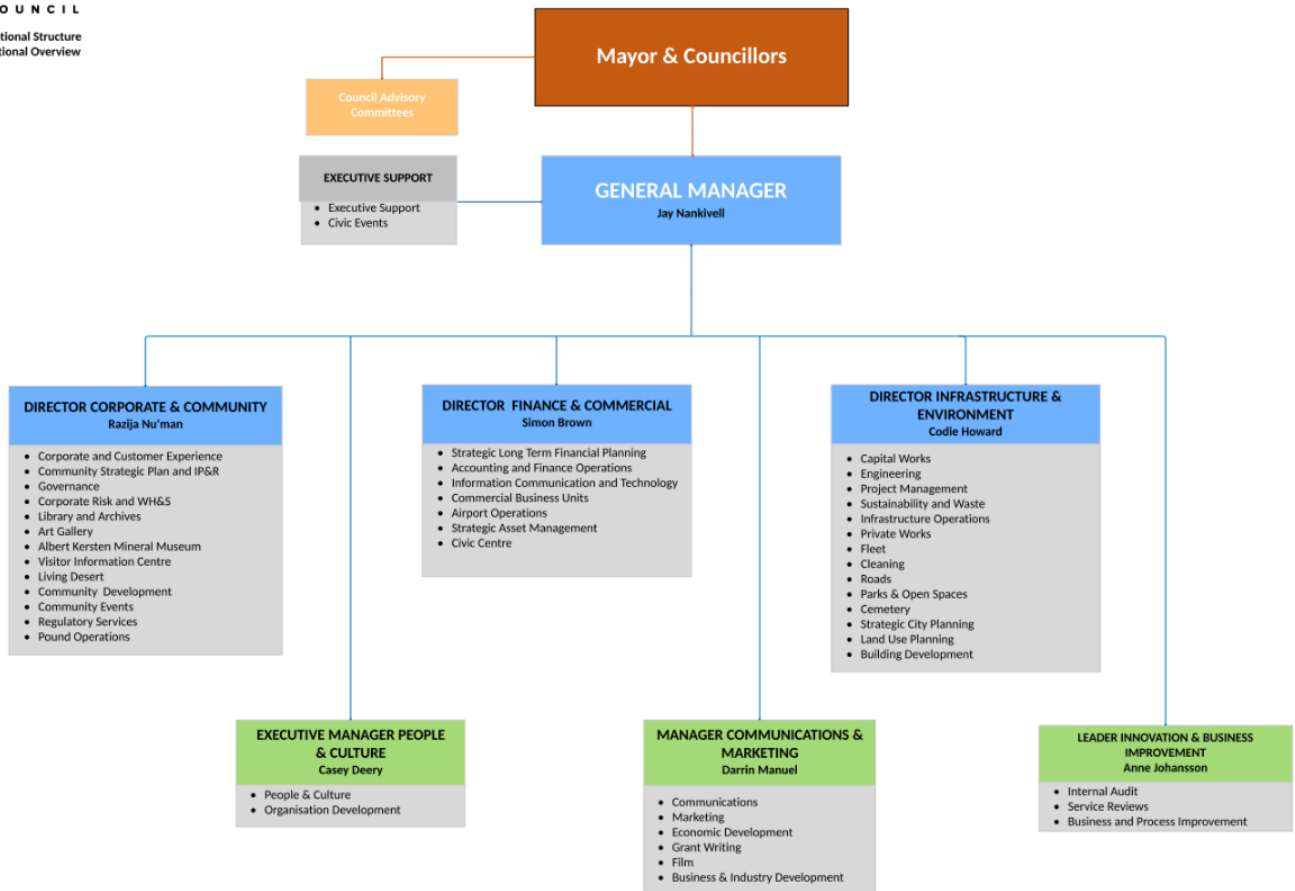 OUNCIL
tional Structure
tional Overview
Mayor & Councillors
Council Advisory
Committees
EXECUTIVE SUPPORT
• Executive Support
• Civic Events
GENERAL MANAGER
Jay Nankivell
DIRECTOR CORPORATE & COMMUNITY
Razija Nu'man
• Corporate and Customer Experience
• Community Strategic Plan and IP&R
• Governance
• Corporate Risk and WH&S
• Library and Archives
• Art Gallery
• Albert Kersten Mineral Museum
• Visitor Information Centre
• Living Desert
• Community Development
• Community Events
• Regulatory Services
• Pound Operations
DIRECTOR FINANCE & COMMERCIAL
Simon Brown
• Strategic Long Term Financial Planning
• Accounting and Finance Operations
• Information Communication and Technology
• Commercial Business Units
• Airport Operations
• Strategic Asset Management
• Civic Centre
DIRECTOR INFRASTRUCTURE &
ENVIRONMENT
Codie Howard
• Capital Works
• Engineering
• Project Management
• Sustainability and Waste
• Infrastructure Operations
• Private Works
• Fleet
• Cleaning
• Roads
• Parks & Open Spaces
• Cemetery
• Strategic City Planning
• Land Use Planning
• Building Development
EXECUTIVE MANAGER PEOPLE
& CULTURE
Casey Deery
• People & Culture
• Organisation Development
MANAGER COMMUNICATIONS &
MARKETING
Darrin Manuel
• Communications
• Marketing
• Economic Development
• Grant Writing
• Film
• Business & Industry Development
LEADER INNOVATION & BUSINESS
IMPROVEMENT
Anne Johansson
• Internal Audit
• Service Reviews
• Business and Process Improvement